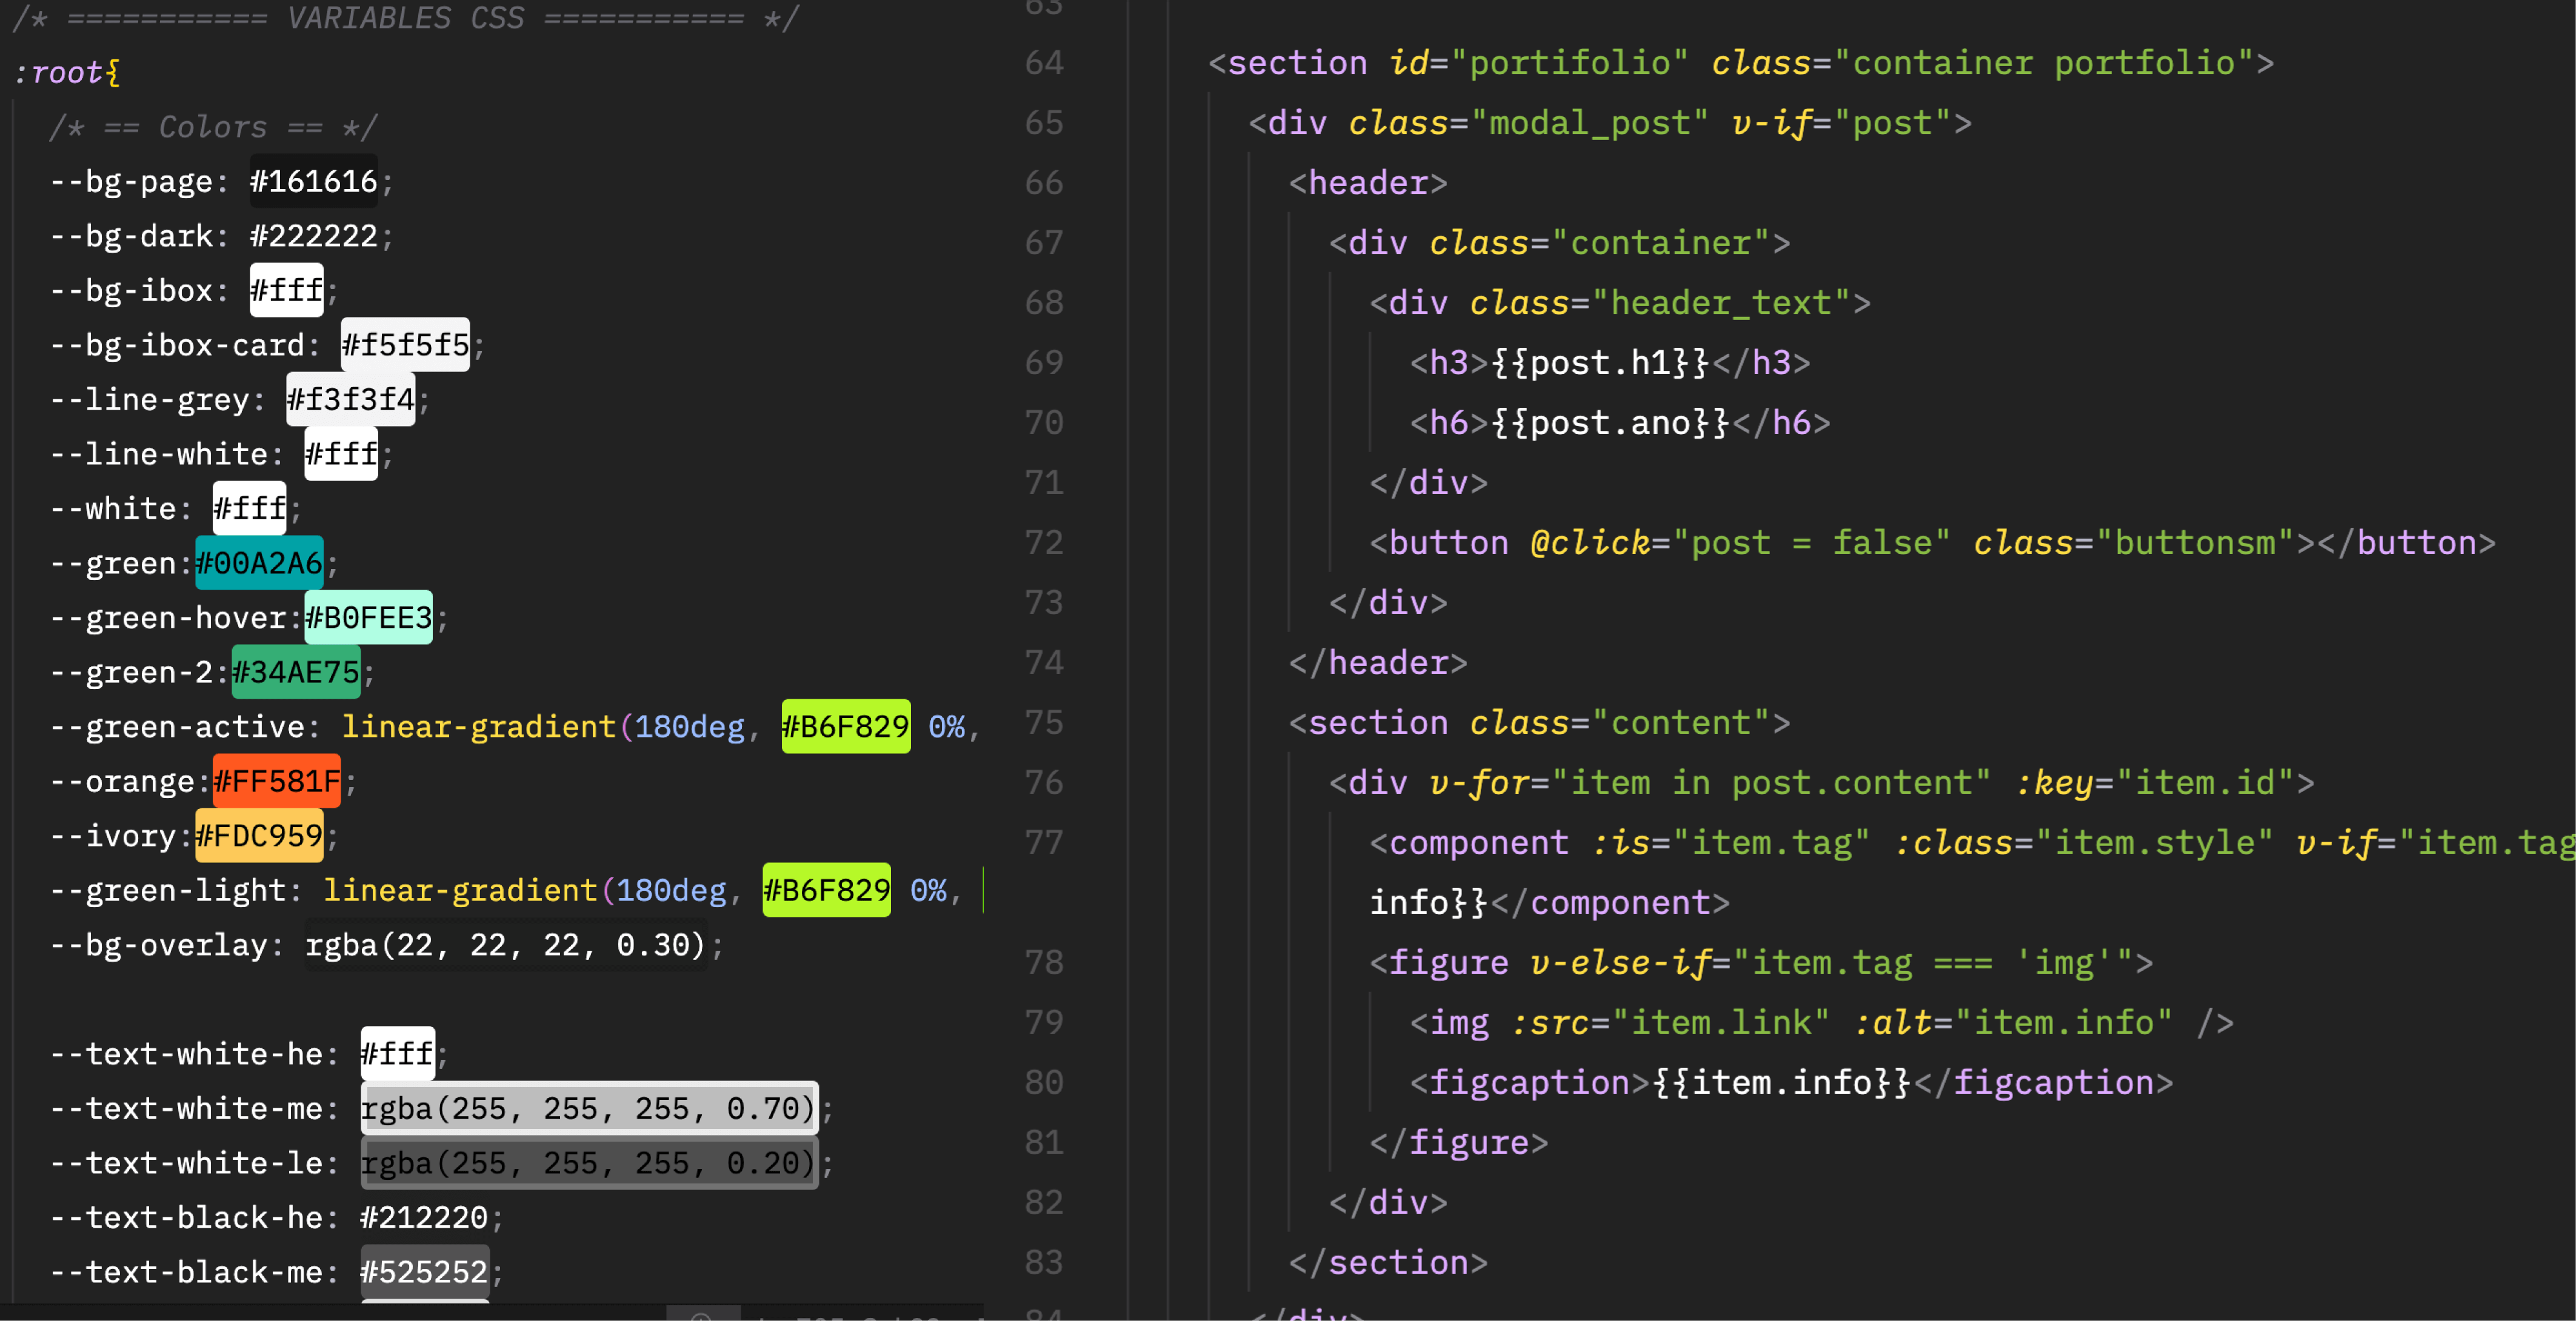 /* =========== VARIABLES CSS =========== */
:root{
/* == Colors == */
--bg-page: #161616;
--bg-dark: #222222;
--bg-ibox: #fff;
--bg-ibox-card: #f5f5f5;
--line-grey: #f3f3f4;
--line-white: #fff;
--white: #fff;
--green:#00A2A6;
--green-hover:#B0FEE3;
--green-2:#34AE75;
--green-active: linear-gradient(180deg, #B6F829 0%,
--orange:#FF581F;
--ivory:#FDC959;
--green-light: linear-gradient(180deg, #B6F829 0%,
--bg-overlay: rgba(22, 22, 22, 0.30);
--text-white-he: #fff;
--text-white-me: rgba(255, 255, 255, 0.70);
--text-white-le: rgba(255, 255, 255, 0.20);
--text-black-he: #212220;
--text-black-me: #525252;
63
64 <section id="portifolio" class="container portfolio">
65 <div class="modal_post" v-if="post">
66 <header>
67 <div class="container">
68 <div class="header_text">
69 <h3>{{post.h1}}</h3>
70 <h6>{{post.ano}}</h6>
71 </div>
72 <button @click="post = false" class="buttonsm"></button>
73 </div>
74 </header>
75 <section class="content">
76 <div v-for="item in post.content" :key="item.id">
77 <component :is="item.tag" :class="item.style" v-if="item.tag
info}}</component>
78 <figure v-else-if="item.tag === 'img'">
79 <img :src="item.link" :alt="item.info" />
80 <figcaption>{{item.info}}</figcaption>
81 </figure>
82 </div>
83 </section>
84 </div>